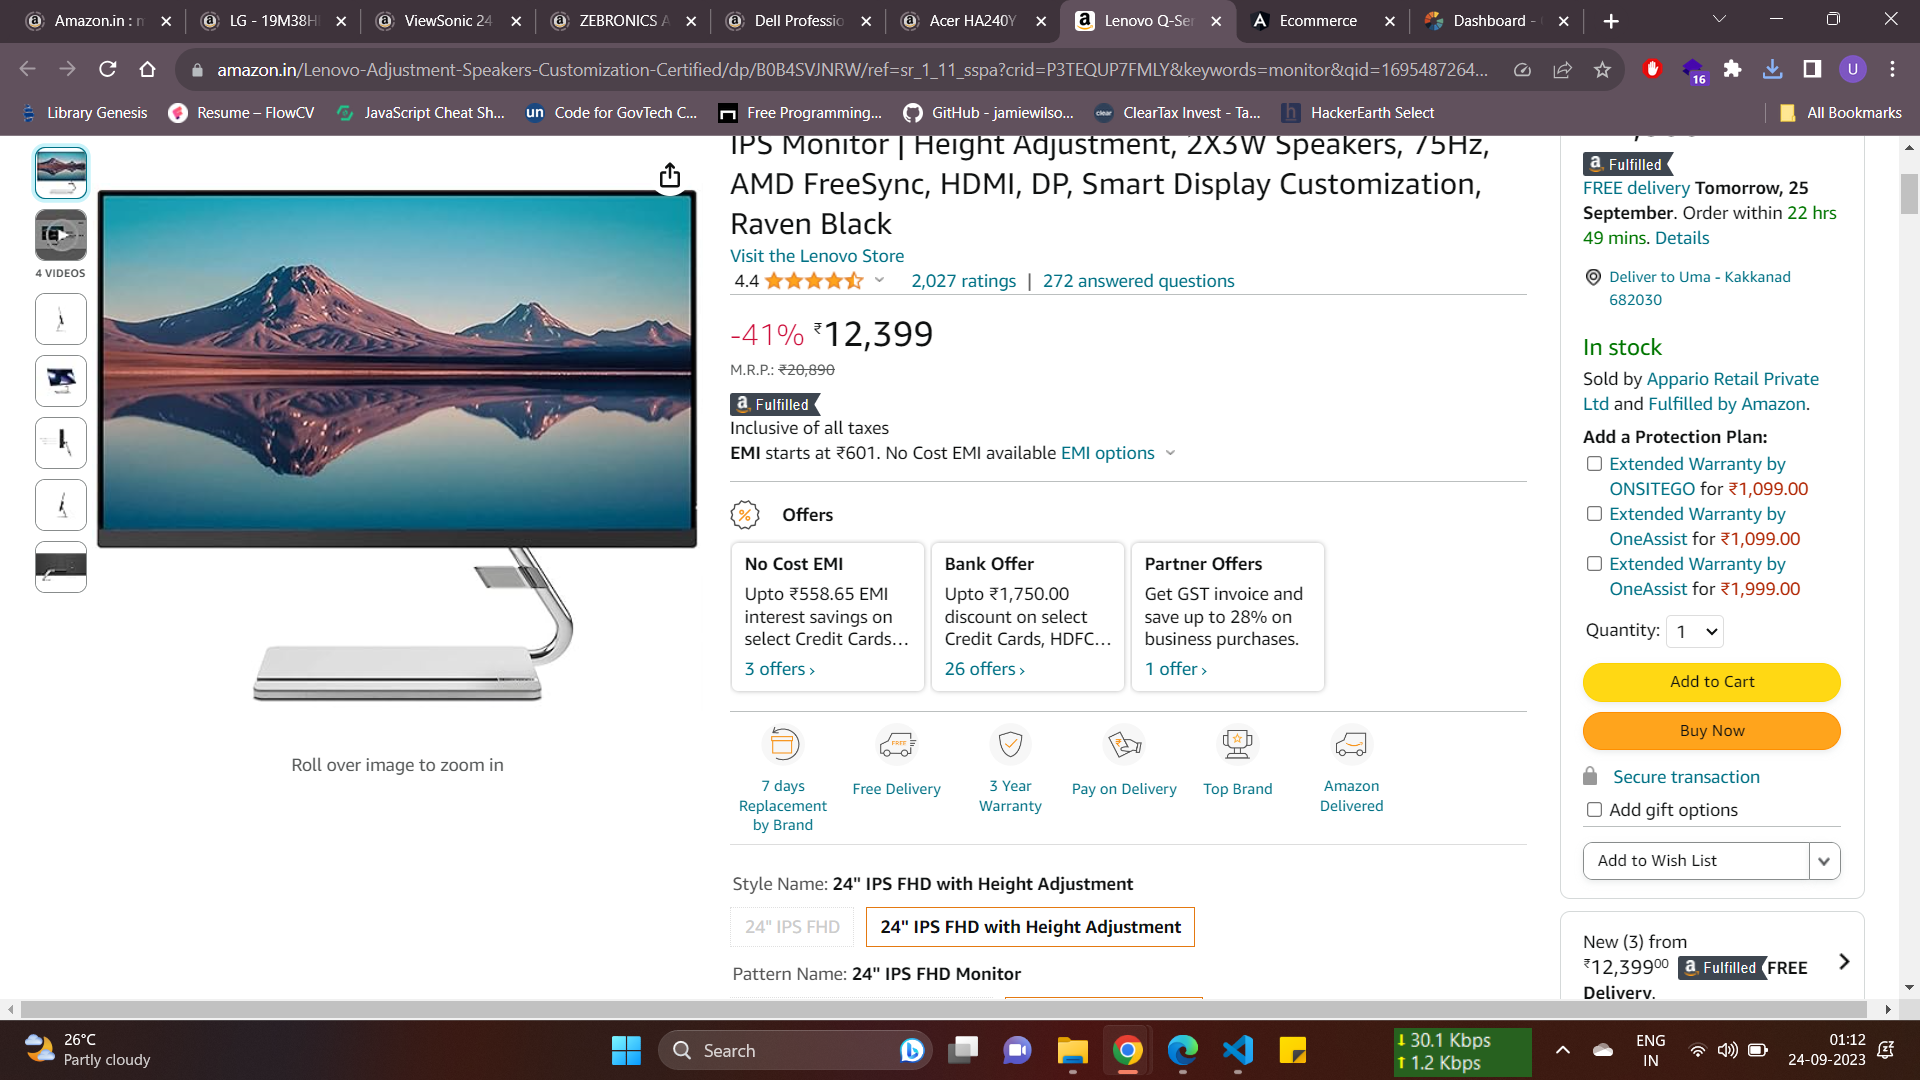 Amazon.in : m
LG - 19M38H
ViewSonic 24
ZEBRONICS A
Dell Professio
Acer HA240Y
Lenovo Q-Ser
Ecommerce
Dashboard -
amazon.in/Lenovo-Adjustment-Speakers-Customization-Certified/dp/B0B4SVJNRW/ref=sr_1_11_sspa?crid=P3TEQUP7FMLY&keywords=monitor&qid=1695487264...
16
U
Library Genesis
Resume – FlowCV
JavaScript Cheat Sh...
un Code for GovTech C...
Free Programming...
GitHub - jamiewilso...
clear ClearTax Invest - Ta...
h HackerEarth Select
All Bookmarks
4 VIDEOS
Roll over image to zoom in
IPS Monitor | Height Adjustment, 2X3W Speakers, 75Hz,
AMD FreeSync, HDMI, DP, Smart Display Customization,
Raven Black
Visit the Lenovo Store
4.4 2,027 ratings | 272 answered questions
-41% ₹12,399
M.R.P.: ₹20,890
a Fulfilled
Inclusive of all taxes
EMI starts at ₹601. No Cost EMI available EMI options
% Offers
No Cost EMI
Upto ₹558.65 EMI
interest savings on
select Credit Cards...
3 offers ›
Bank Offer
Upto ₹1,750.00
discount on select
Credit Cards, HDFC...
26 offers ›
Partner Offers
Get GST invoice and
save up to 28% on
business purchases.
1 offer ›
7 days
Replacement
by Brand
FREE
Free Delivery
3 Year
Warranty
Pay on Delivery
Top Brand
Amazon
Delivered
Style Name: 24" IPS FHD with Height Adjustment
24" IPS FHD
24" IPS FHD with Height Adjustment
Pattern Name: 24" IPS FHD Monitor
a Fulfilled
FREE delivery Tomorrow, 25
September. Order within 22 hrs
49 mins. Details
Deliver to Uma - Kakkanad
682030
In stock
Sold by Appario Retail Private
Ltd and Fulfilled by Amazon.
Add a Protection Plan:
Extended Warranty by
ONSITEGO for ₹1,099.00
Extended Warranty by
OneAssist for ₹1,099.00
Extended Warranty by
OneAssist for ₹1,999.00
Quantity: 1
Add to Cart
Buy Now
Secure transaction
Add gift options
Add to Wish List
New (3) from
₹12,39900 a Fulfilled FREE
Delivery.
26°C
Partly cloudy
Search
30.1 Kbps
1.2 Kbps
ENG
IN
01:12
24-09-2023